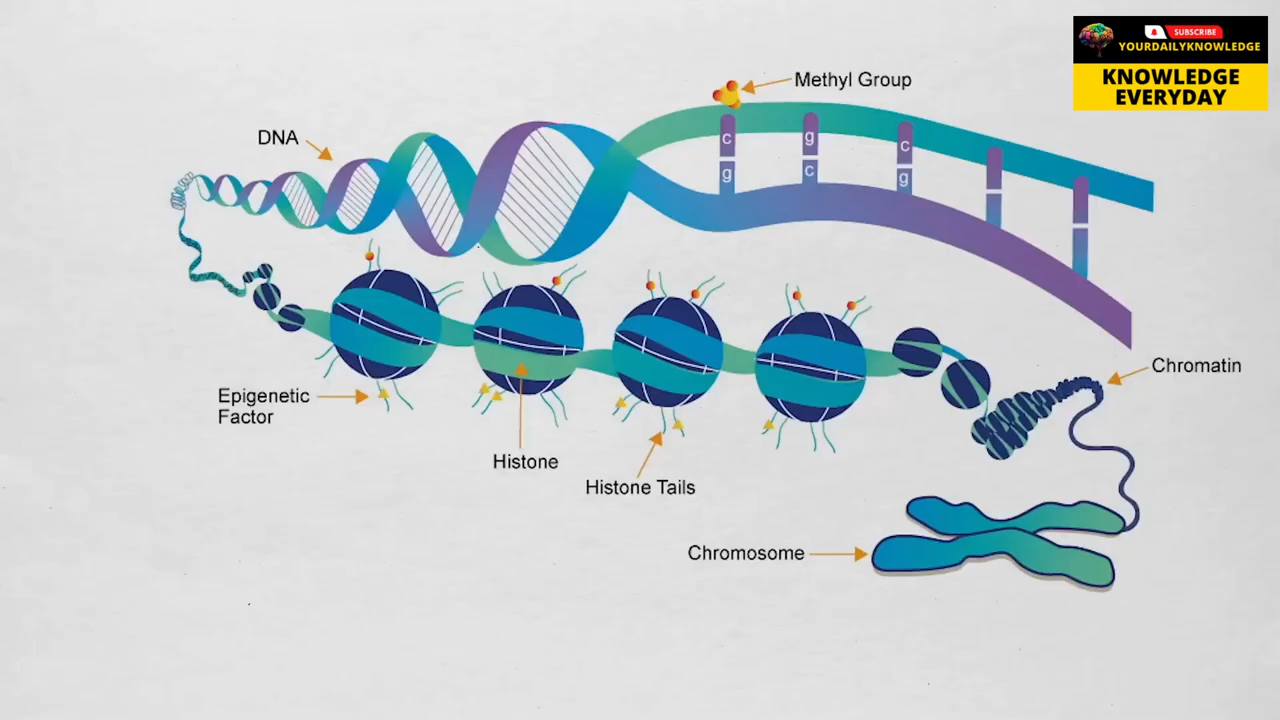 SUBSCRIBE
YOURDAILYKNOWLEDGE
KNOWLEDGE
EVERYDAY
Methyl Group
DNA
c
g
c
g
c
g
Chromatin
Epigenetic
Factor
Histone
Histone Tails
Chromosome